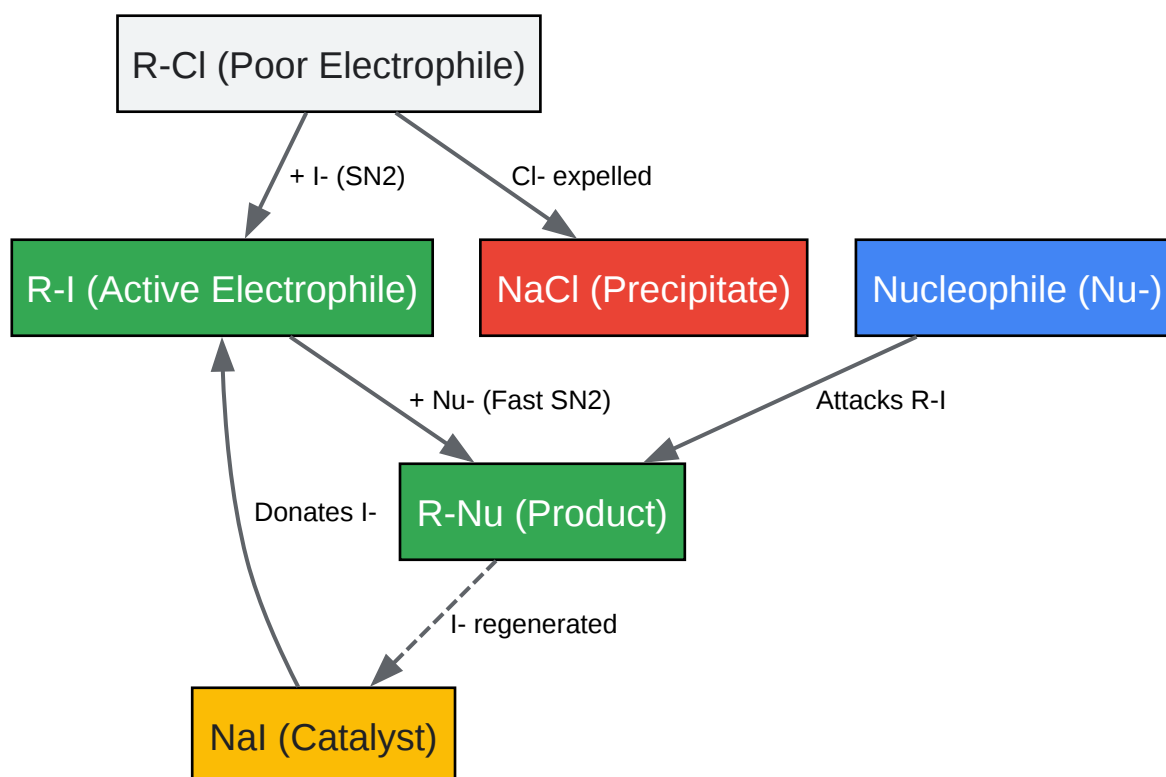 R-Cl (Poor Electrophile)
+ I- (SN2)
Cl- expelled
R-I (Active Electrophile)
NaCl (Precipitate)
Nucleophile (Nu-)
+ Nu- (Fast SN2)
Attacks R-I
Donates I-
R-Nu (Product)
I- regenerated
NaI (Catalyst)